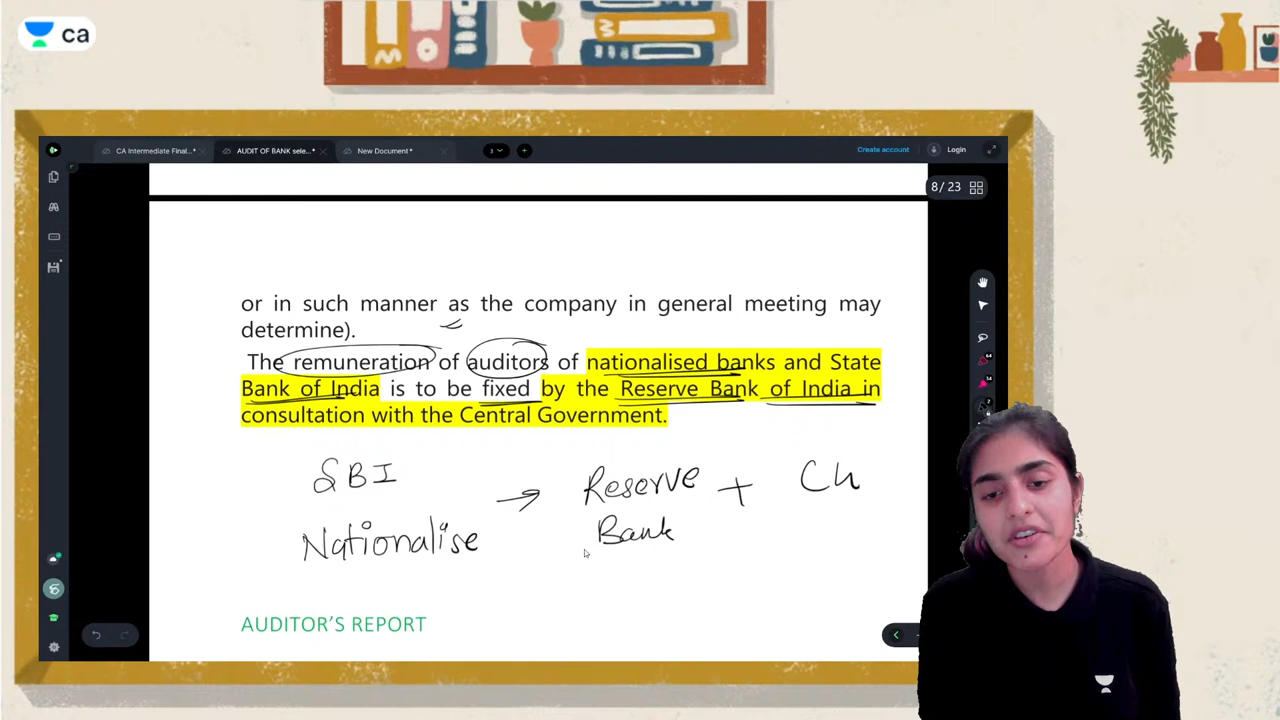 ca
CA Intermediate Final...*
AUDIT OF BANK sele...*
New Document*
Create account
Login
8/ 23
or in such manner as the company in general meeting may
determine).
The remuneration of auditors of nationalised banks and State
Bank of India is to be fixed by the Reserve Bank of India in
consultation with the Central Government.
SBI → Reserve + 
Nationalise Bank
AUDITOR'S REPORT